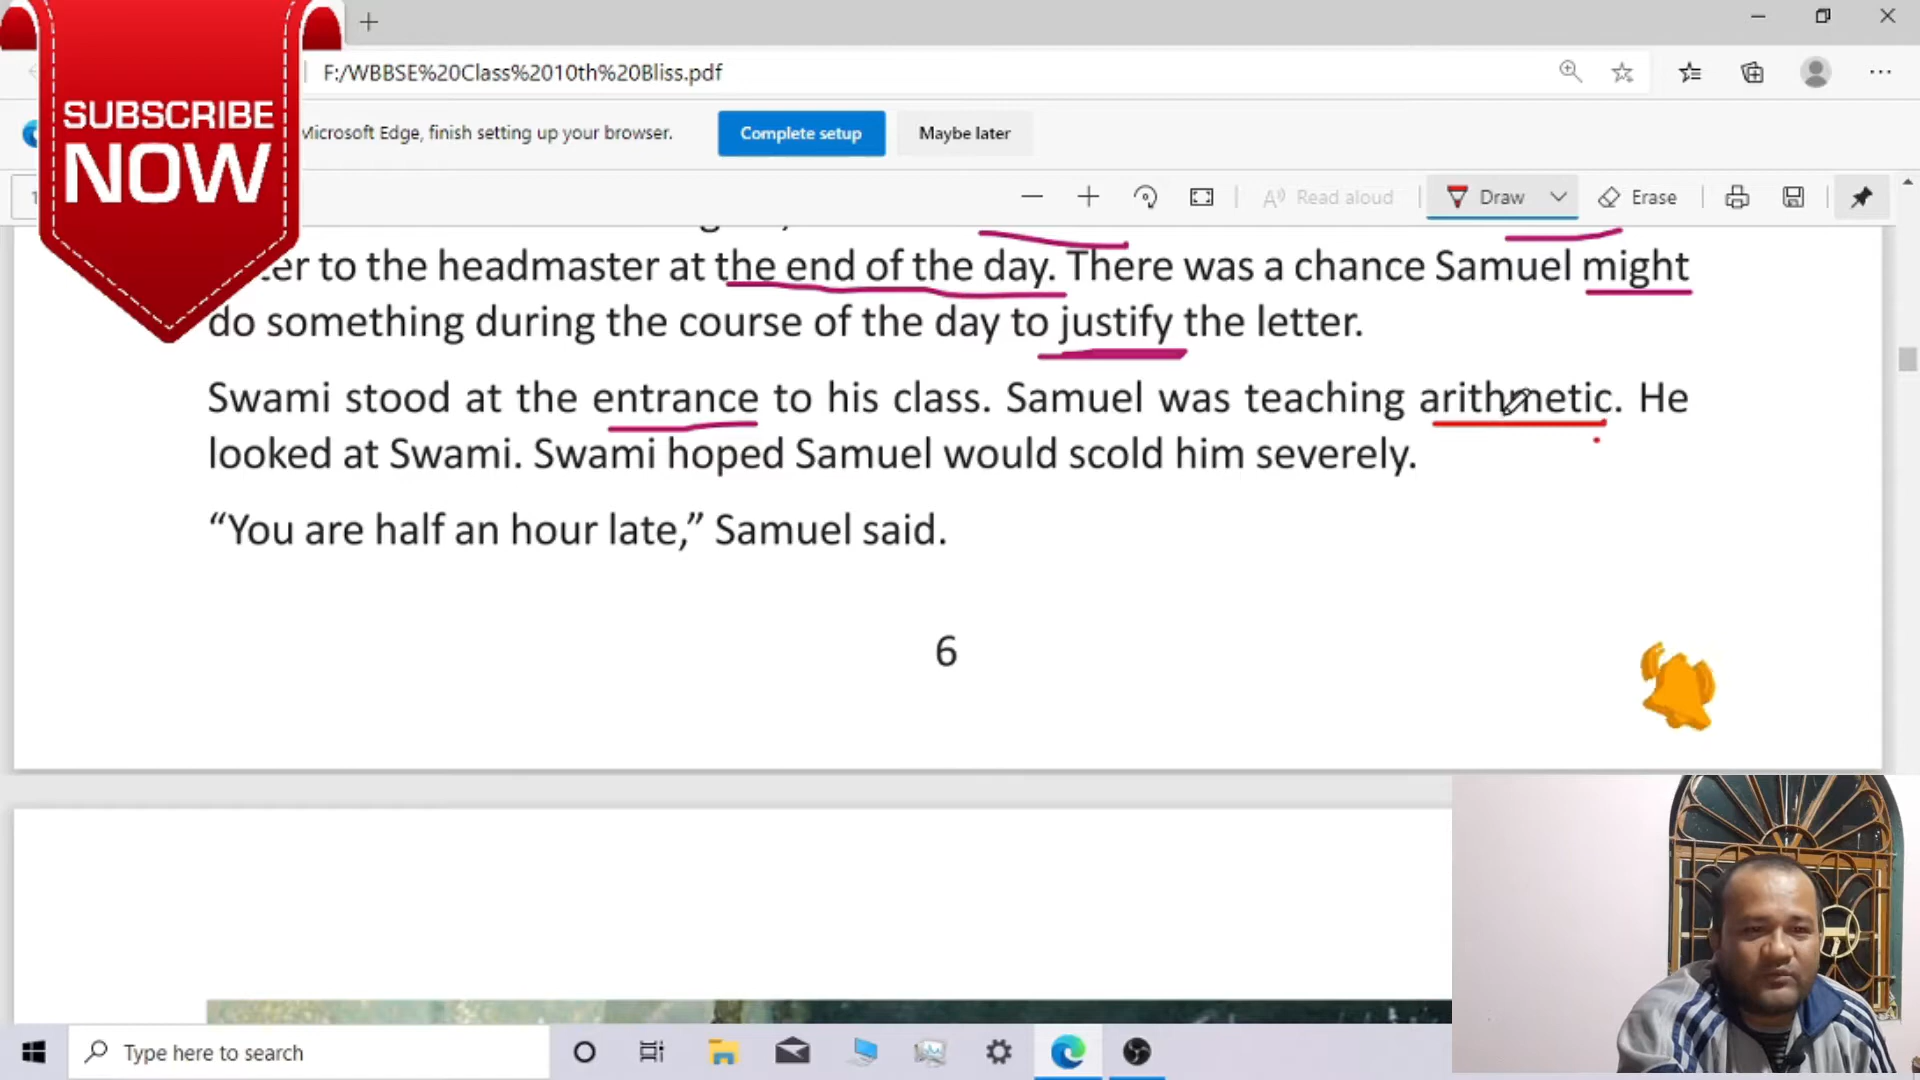 F:/WBBSE%20Class%2010th%20Bliss.pdf
SUBSCRIBE
NOW
Microsoft Edge, finish setting up your browser.
Complete setup
Maybe later
Read aloud
Draw
Erase
to the headmaster at the end of the day. There was a chance Samuel might
do something during the course of the day to justify the letter.
Swami stood at the entrance to his class. Samuel was teaching arithmetic. He
looked at Swami. Swami hoped Samuel would scold him severely.
“You are half an hour late,” Samuel said.
6
Type here to search